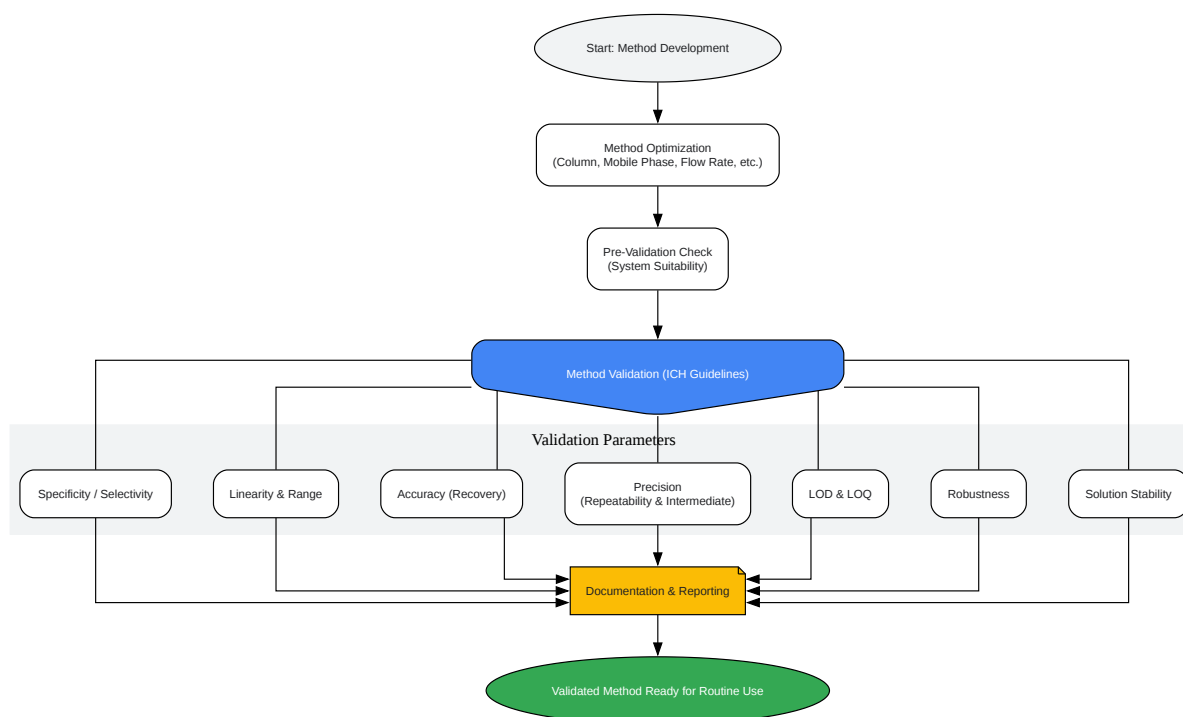 Start: Method Development
Method Optimization
(Column, Mobile Phase, Flow Rate, etc.)
Pre-Validation Check
(System Suitability)
Method Validation (ICH Guidelines)
Validation Parameters
Specificity / Selectivity
Linearity & Range
Accuracy (Recovery)
Precision
(Repeatability & Intermediate)
LOD & LOQ
Robustness
Solution Stability
Documentation & Reporting
Validated Method Ready for Routine Use